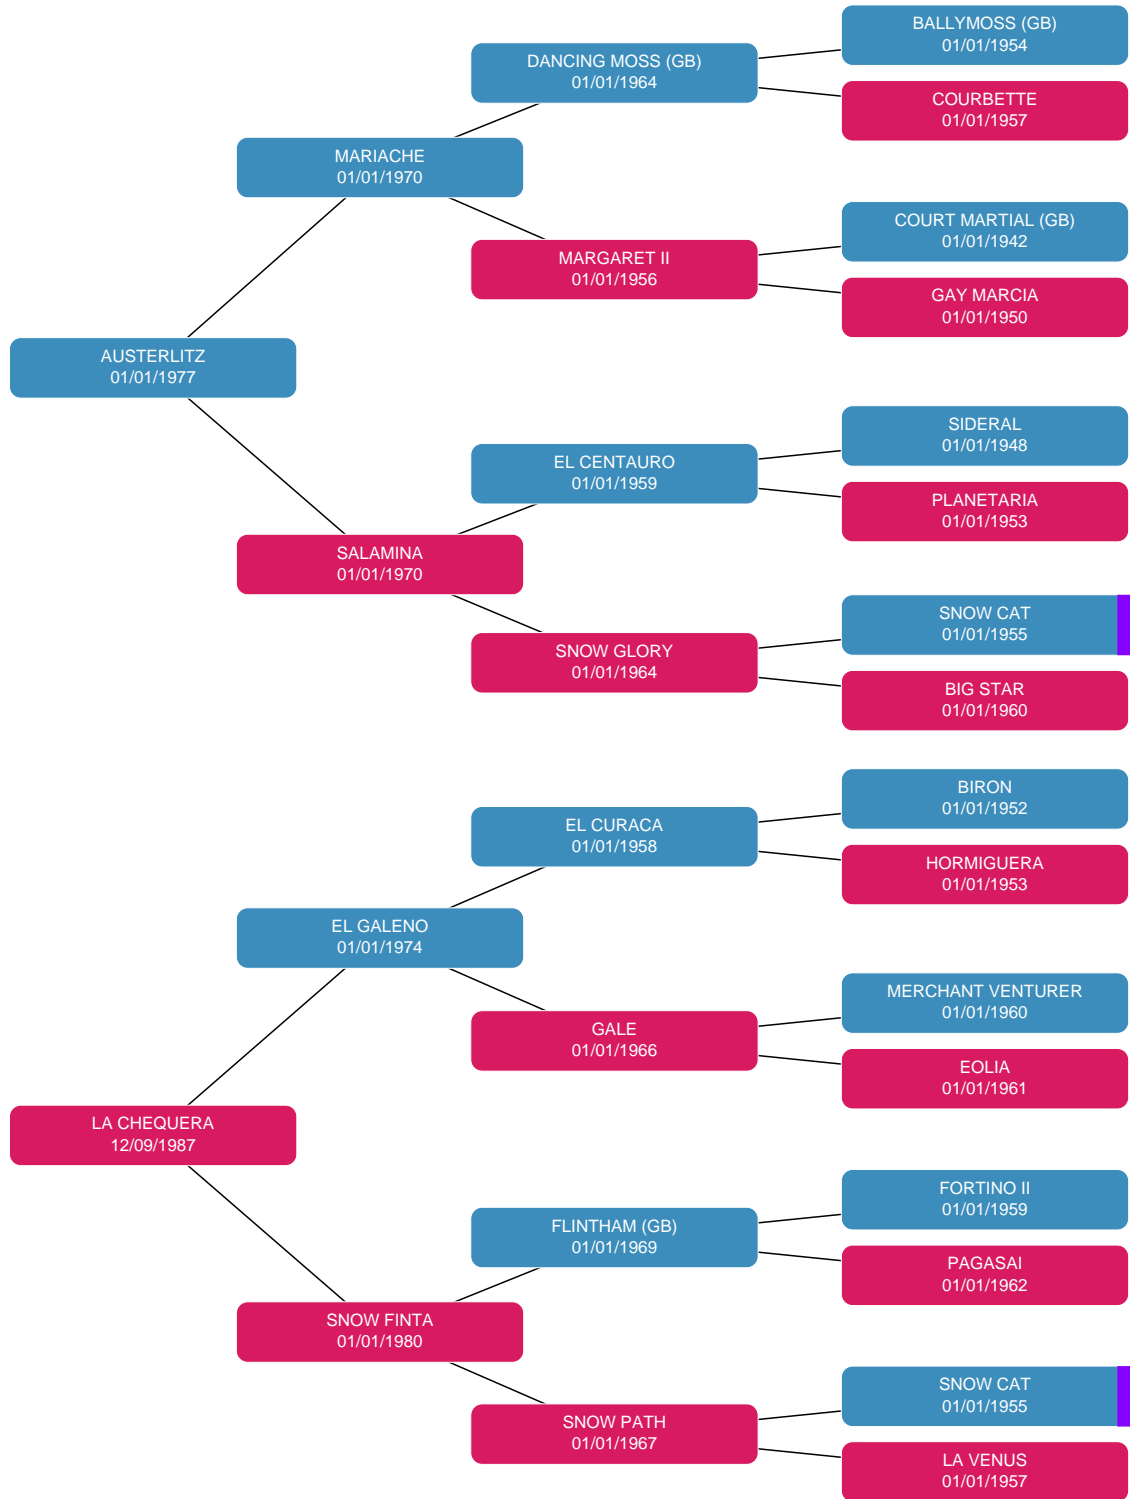 BALLYMOSS (GB)
01/01/1954
DANCING MOSS (GB)
01/01/1964
COURBETTE
01/01/1957
MARIACHE
01/01/1970
COURT MARTIAL (GB)
01/01/1942
MARGARET II
01/01/1956
GAY MARCIA
01/01/1950
AUSTERLITZ
01/01/1977
SIDERAL
01/01/1948
EL CENTAURO
01/01/1959
PLANETARIA
01/01/1953
SALAMINA
01/01/1970
SNOW CAT
01/01/1955
SNOW GLORY
01/01/1964
BIG STAR
01/01/1960
BIRON
01/01/1952
EL CURACA
01/01/1958
HORMIGUERA
01/01/1953
EL GALENO
01/01/1974
MERCHANT VENTURER
01/01/1960
GALE
01/01/1966
EOLIA
01/01/1961
LA CHEQUERA
12/09/1987
FORTINO II
01/01/1959
FLINTHAM (GB)
01/01/1969
PAGASAI
01/01/1962
SNOW FINTA
01/01/1980
SNOW CAT
01/01/1955
SNOW PATH
01/01/1967
LA VENUS
01/01/1957